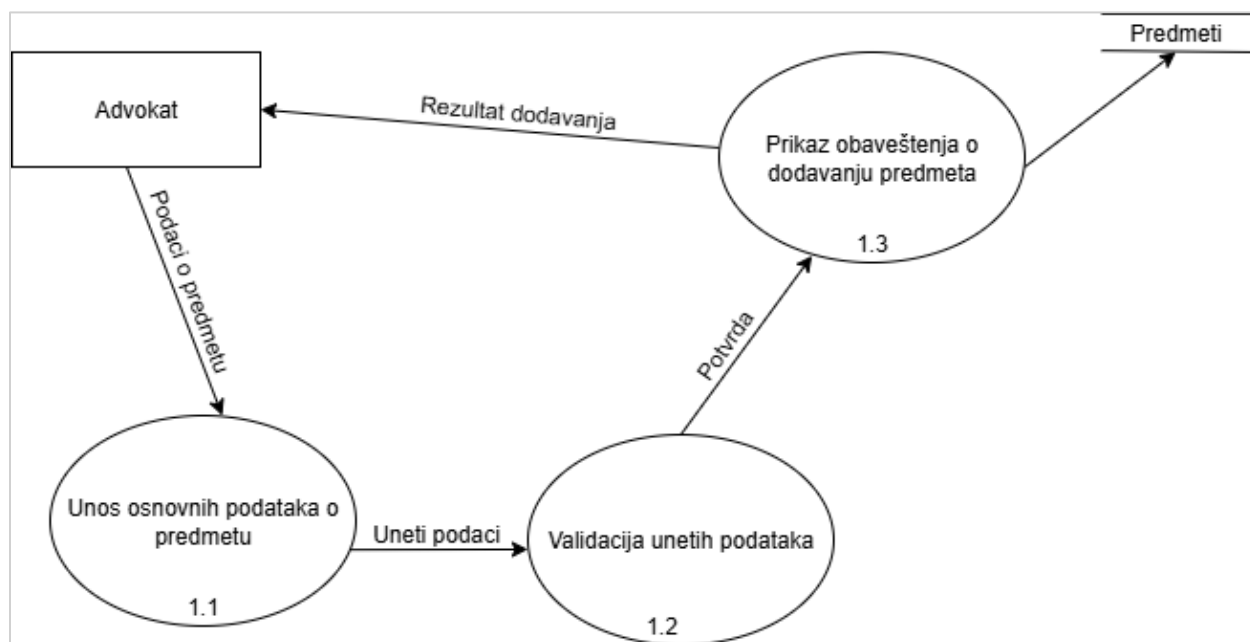 Predmeti
Advokat
Rezultat dodavanja
Prikaz obaveštenja o
dodavanju predmeta
1.3
Podaci o predmetu
Potvrda
Unos osnovnih podataka o
predmetu
1.1
Uneti podaci
Validacija unetih podataka
1.2